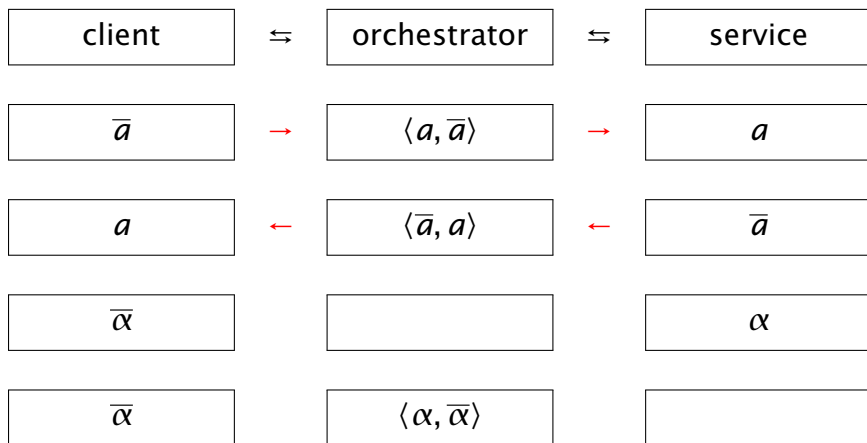 client ⇆ orchestrator ⇆ service
a̅ → ⟨a, a̅⟩ → a
a ← ⟨a̅, a⟩ ← a̅
α̅ α
α̅ ⟨α, α̅⟩